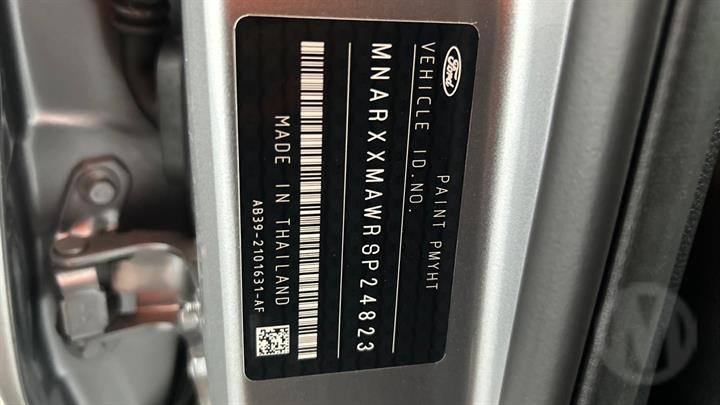 Ford
PAINT PMYHT
VEHICLE ID.NO.
MNARXXMAWRSP24823
MADE IN THAILAND
AB39-2101631-AF